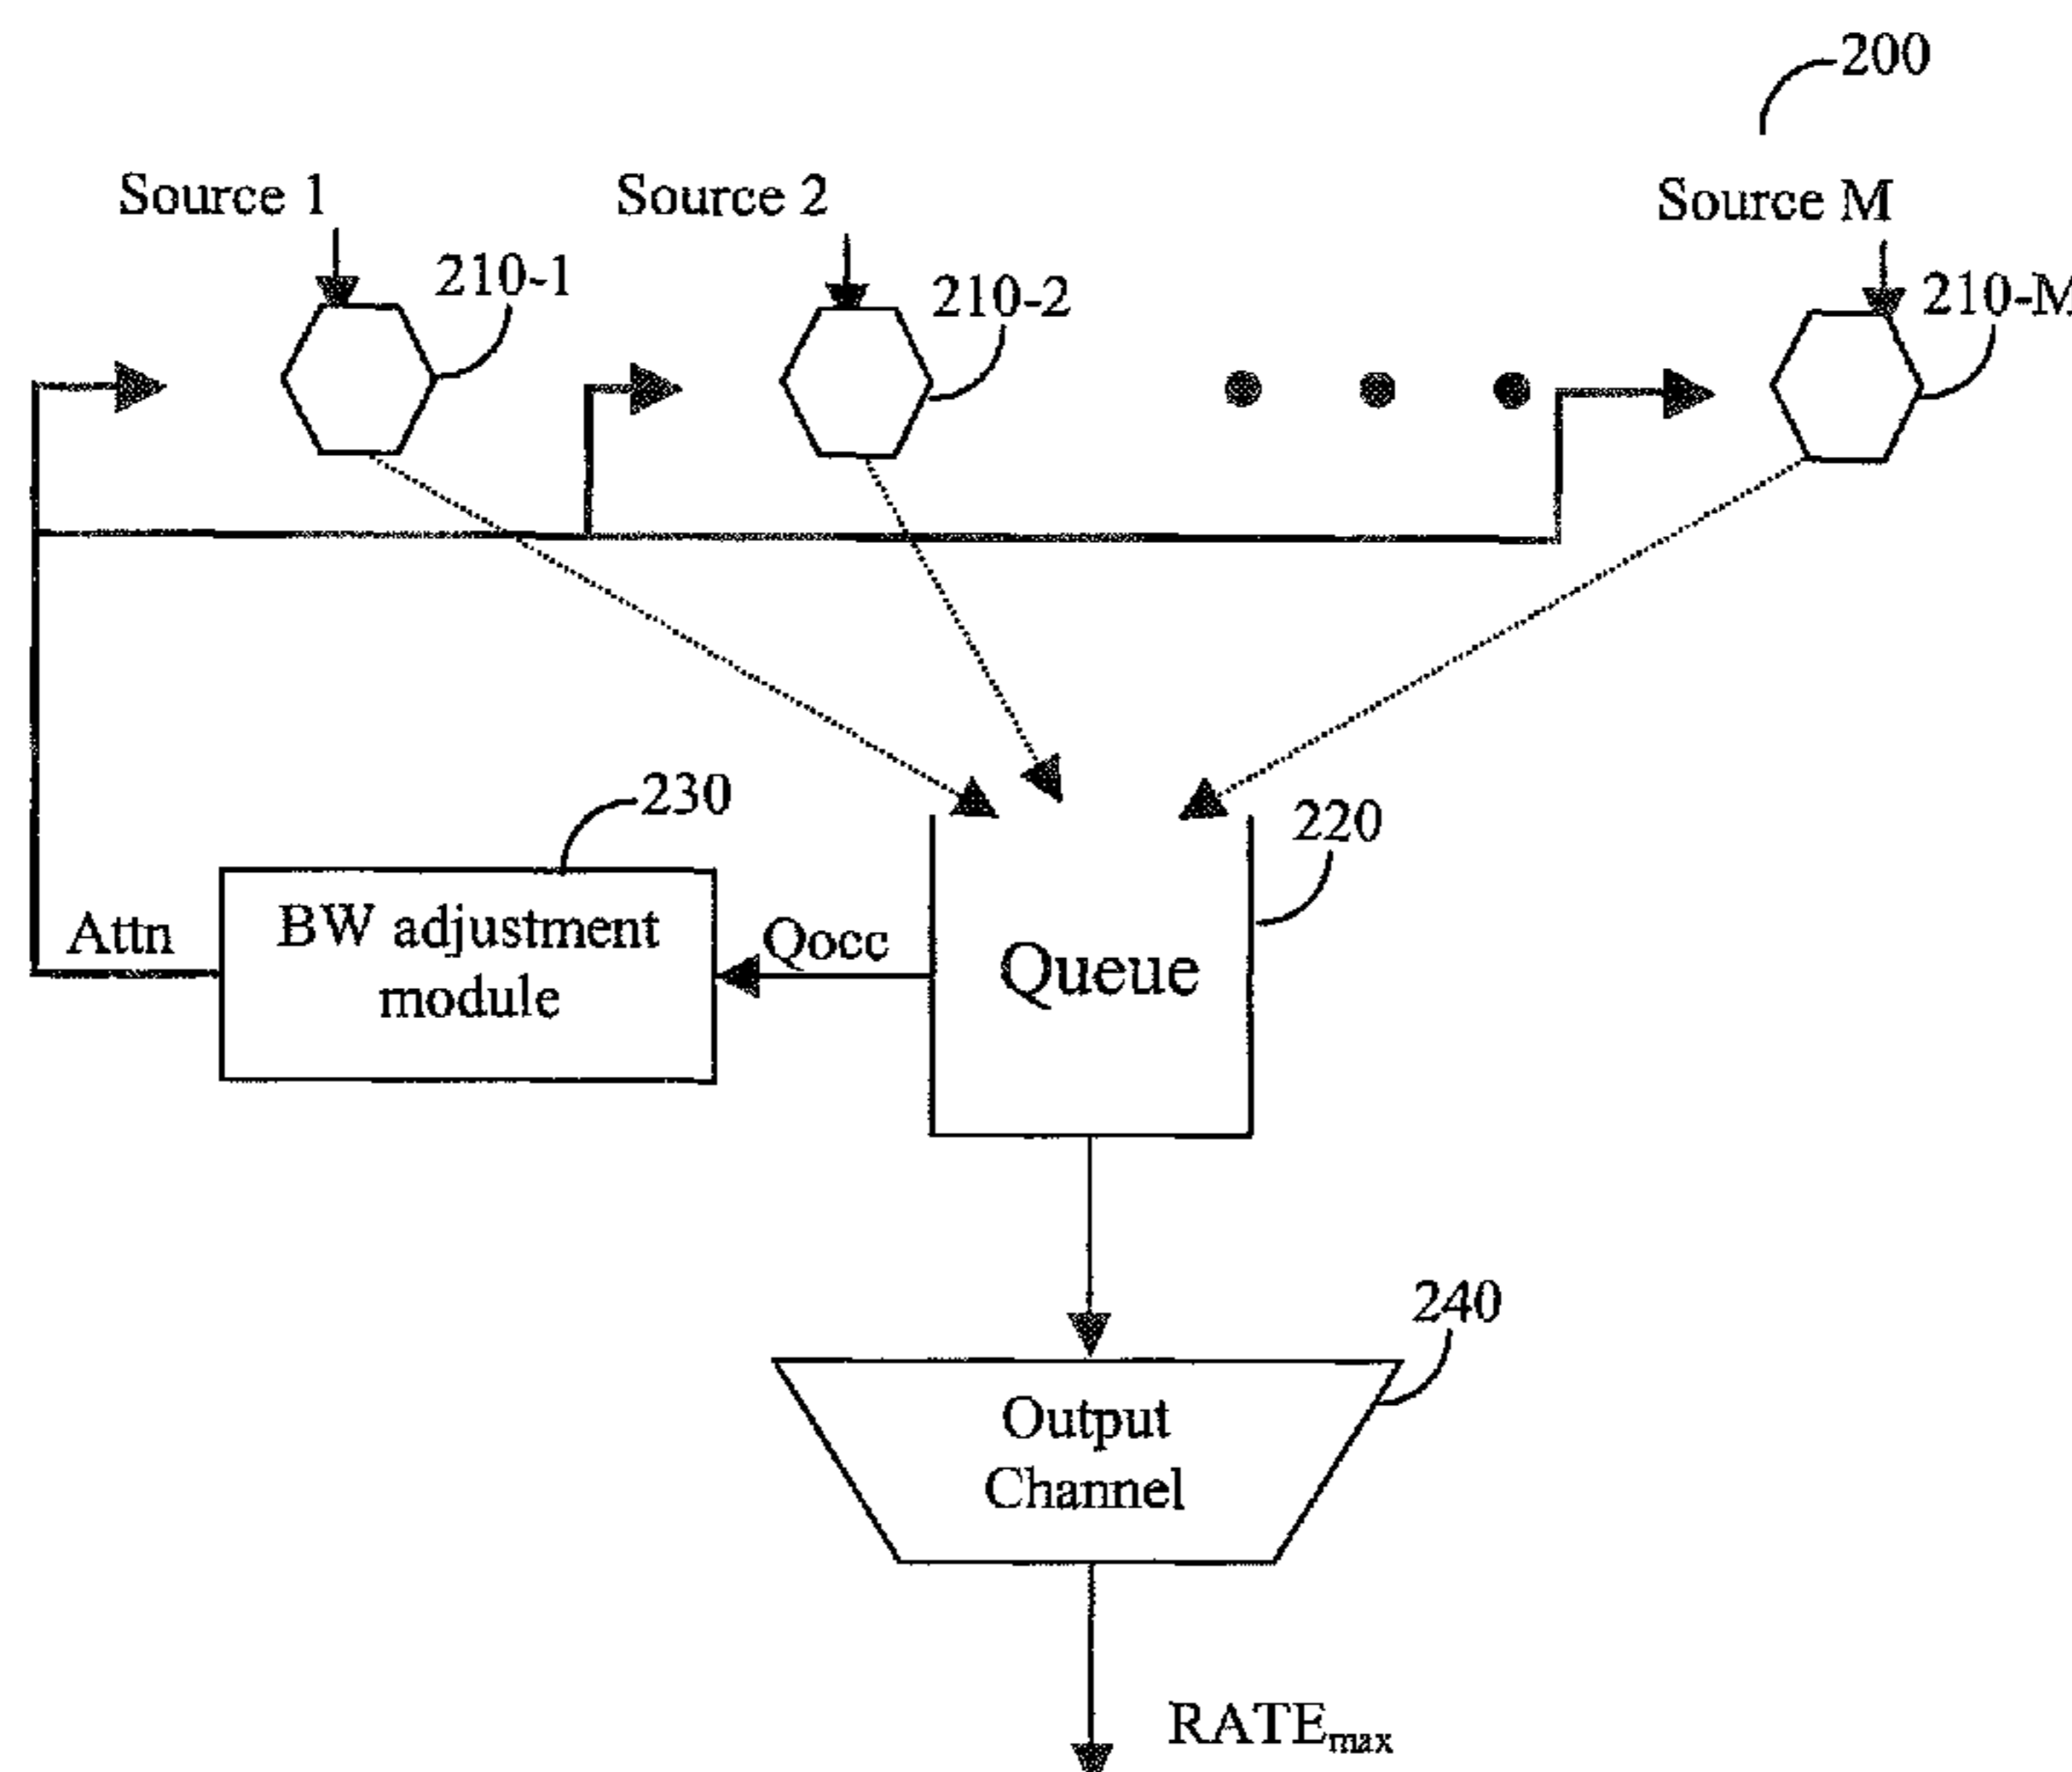 200
Source 1
Source 2
Source M
210-1
210-2
210-M
230
220
Attn
BW adjustment
module
Qocc
Queue
240
Output
Channel
RATEmax